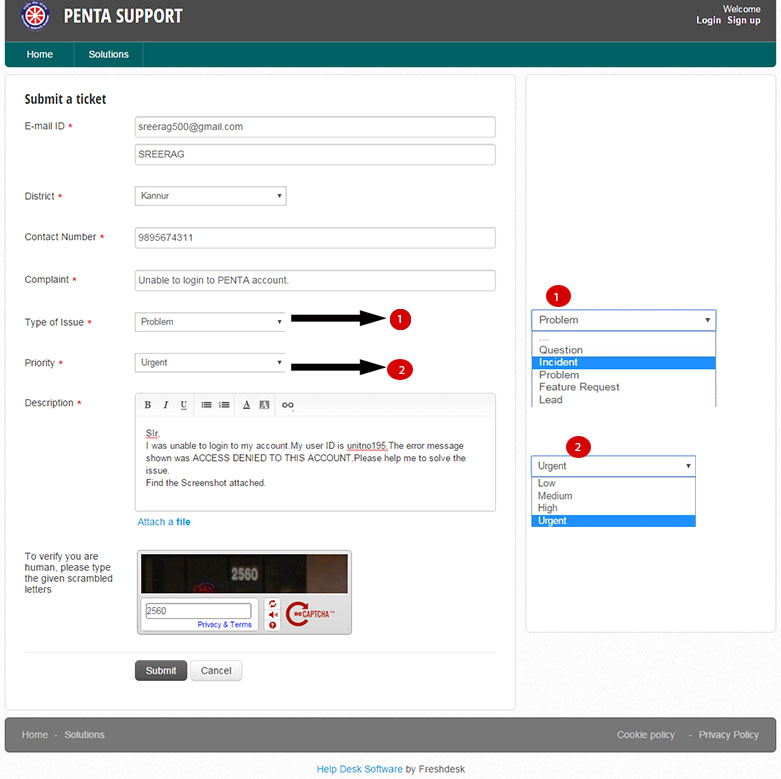 PENTA SUPPORT
Welcome
Login Sign up
Home
Solutions
Submit a ticket
E-mail ID *
sreerag500@gmail.com
SREERAG
District *
Kannur
Contact Number *
9895674311
Complaint *
Unable to login to PENTA account.
Type of Issue *
Problem
1
Priority *
Urgent
2
Description *
B I U A A
SIr,
I was unable to login to my account.My user ID is unitno195.The error message
shown was ACCESS DENIED TO THIS ACCOUNT.Please help me to solve the
issue.
Find the Screenshot attached.
Attach a file
To verify you are
human, please type
the given scrambled
letters
2560
2560
Privacy & Terms
reCAPTCHA™
Submit
Cancel
1
Problem
...
Question
Incident
Problem
Feature Request
Lead
2
Urgent
Low
Medium
High
Urgent
Home - Solutions
Cookie policy - Privacy Policy
Help Desk Software by Freshdesk